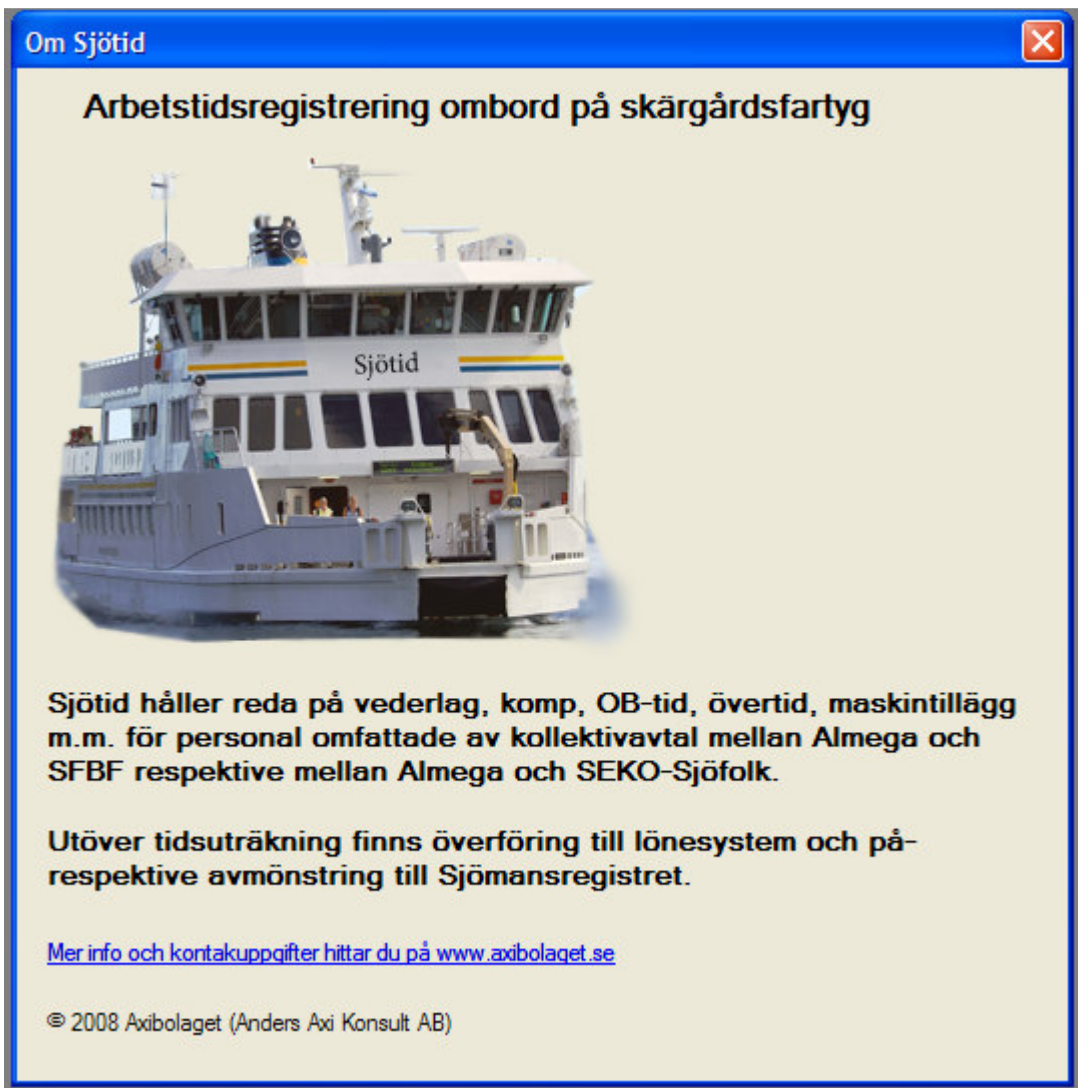 Om Sjötid
Arbetstidsregistrering ombord på skärgårdsfartyg
Sjötid
Sjötid håller reda på vederlag, komp, OB-tid, övertid, maskintillägg
m.m. för personal omfattade av kollektivavtal mellan Almega och
SFBF respektive mellan Almega och SEKO-Sjöfolk.
Utöver tidsuträkning finns överföring till lönesystem och på-
respektive avmönstring till Sjömansregistret.
Mer info och kontakuppgifter hittar du på www.axibolaget.se
© 2008 Axibolaget (Anders Axi Konsult AB)